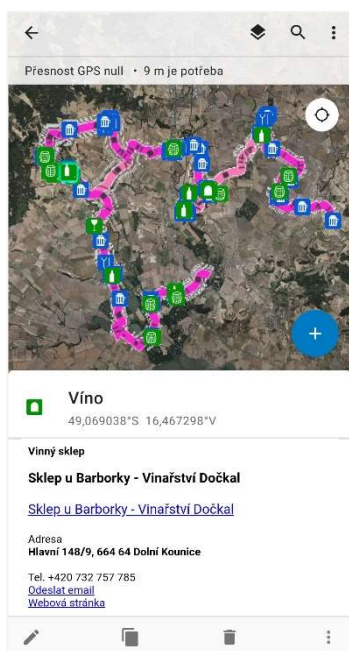 Přesnost GPS null • 9 m je potřeba
Víno
49,069038°S 16,467298°V
Vinný sklep
Sklep u Barborky - Vinařství Dočkal
Sklep u Barborky - Vinařství Dočkal
Adresa
Hlavní 148/9, 664 64 Dolní Kounice
Tel. +420 732 757 785
Odeslat email
Webová stránka